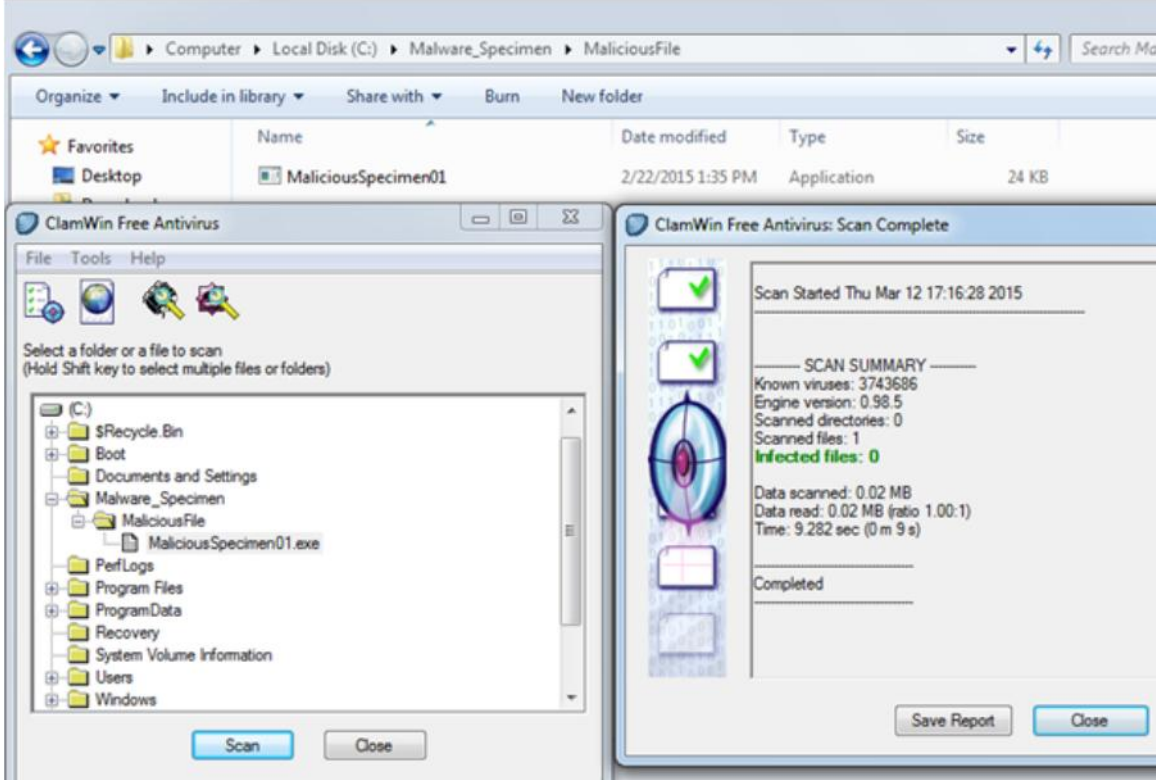 Computer Local Disk (C:) Malware_Specimen MaliciousFile Search Ma
Organize Include in library Share with Burn New folder
Favorites
Desktop
Name Date modified Type Size
MaliciousSpecimen01 2/22/2015 1:35 PM Application 24 KB
ClamWin Free Antivirus
File Tools Help
Select a folder or a file to scan
(Hold Shift key to select multiple files or folders)
(C:)
$Recycle.Bin
Boot
Documents and Settings
Malware_Specimen
MaliciousFile
MaliciousSpecimen01.exe
PerfLogs
Program Files
ProgramData
Recovery
System Volume Information
Users
Windows
Scan Close
ClamWin Free Antivirus: Scan Complete
Scan Started Thu Mar 12 17:16:28 2015
----------- SCAN SUMMARY -----------
Known viruses: 3743686
Engine version: 0.98.5
Scanned directories: 0
Scanned files: 1
Infected files: 0
Data scanned: 0.02 MB
Data read: 0.02 MB (ratio 1.00:1)
Time: 9.282 sec (0 m 9 s)
Completed
Save Report Close